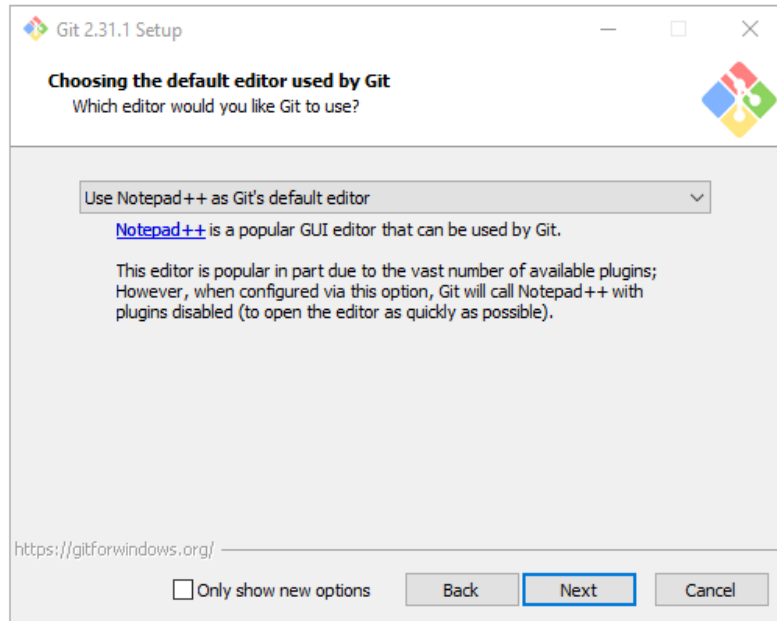 Git 2.31.1 Setup
Choosing the default editor used by Git
Which editor would you like Git to use?
Use Notepad++ as Git's default editor
Notepad++ is a popular GUI editor that can be used by Git.
This editor is popular in part due to the vast number of available plugins;
However, when configured via this option, Git will call Notepad++ with
plugins disabled (to open the editor as quickly as possible).
https://gitforwindows.org/
Only show new options
Back
Next
Cancel